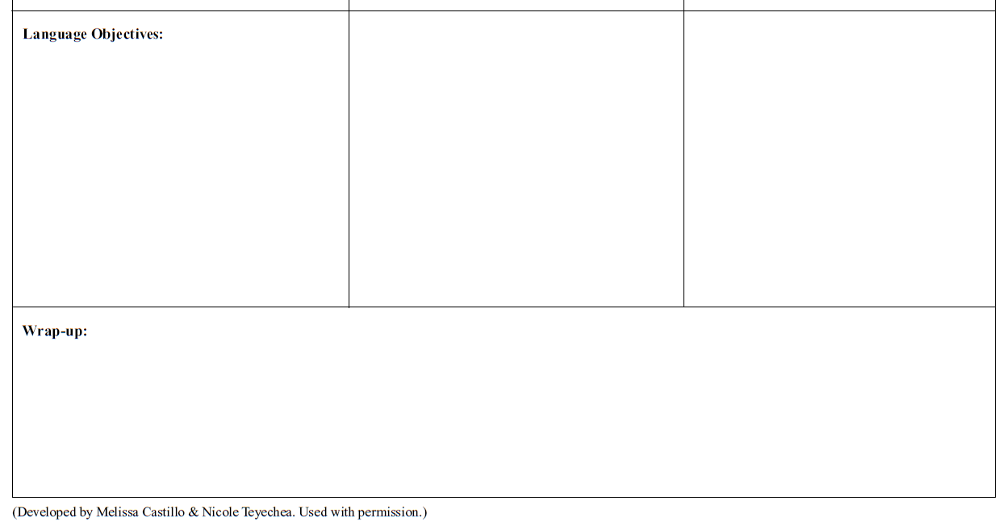 Language Objectives:
Wrap-up:
(Developed by Melissa Castillo & Nicole Teyechea. Used with permission.)